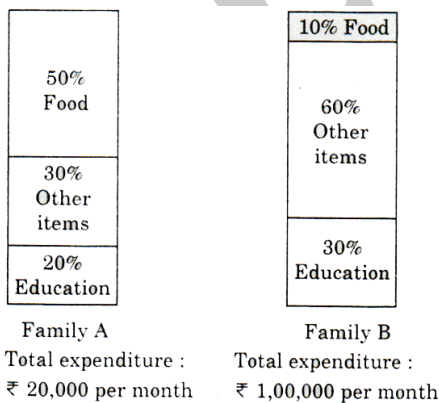 50%
Food
30%
Other
items
20%
Education
Family A
Total expenditure :
₹ 20,000 per month
10% Food
60%
Other
items
30%
Education
Family B
Total expenditure :
₹ 1,00,000 per month